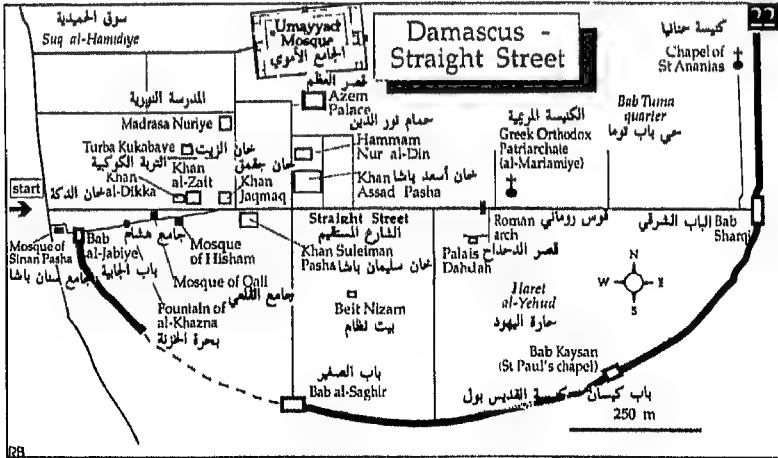 سوق الحميدية
Suq al-Hamidiye
Umayyad
Mosque
الجامع الأموي
Damascus -
Straight Street
22
كنيسة حنانيا
Chapel of
St Ananias
قصر العظم
Azem
Palace
المدرسة النورية
Madrasa Nuriye
حمام نور الدين
Hammam
Nur al-Din
الكنيسة المريمية
Greek Orthodox
Patriarchate
(al-Mariamiye)
Bab Tuma
quarter
حي باب توما
Turba Kukabaye
التربة الكوكبية
خان الزيت
Khan
al-Zait
خان جقمق
Khan
Jaqmaq
خان أسعد باشا
Khan
Assad Pasha
start
خان الدكة
Khan
al-Dikka
Straight Street
الشارع المستقيم
Roman
arch
قوس روماني
الباب الشرقي
Bab
Sharqi
Mosque of
Sinan Pasha
جامع سنان باشا
Bab
al-Jabiye
باب الجابية
جامع هشام
Mosque
of Hisham
Mosque of Qali
جامع القلعي
Fountain of
al-Khazna
بحرة الخزنة
Khan Suleiman
Pasha
خان سليمان باشا
Palais
Dahdah
قصر الدحداح
Beit Nizam
بيت نظام
Haret
al-Yehud
حارة اليهود
N
W
E
S
Bab Kaysan
(St Paul's chapel)
باب كيسان - كنيسة القديس بول
باب الصغير
Bab al-Saghir
250 m
RB